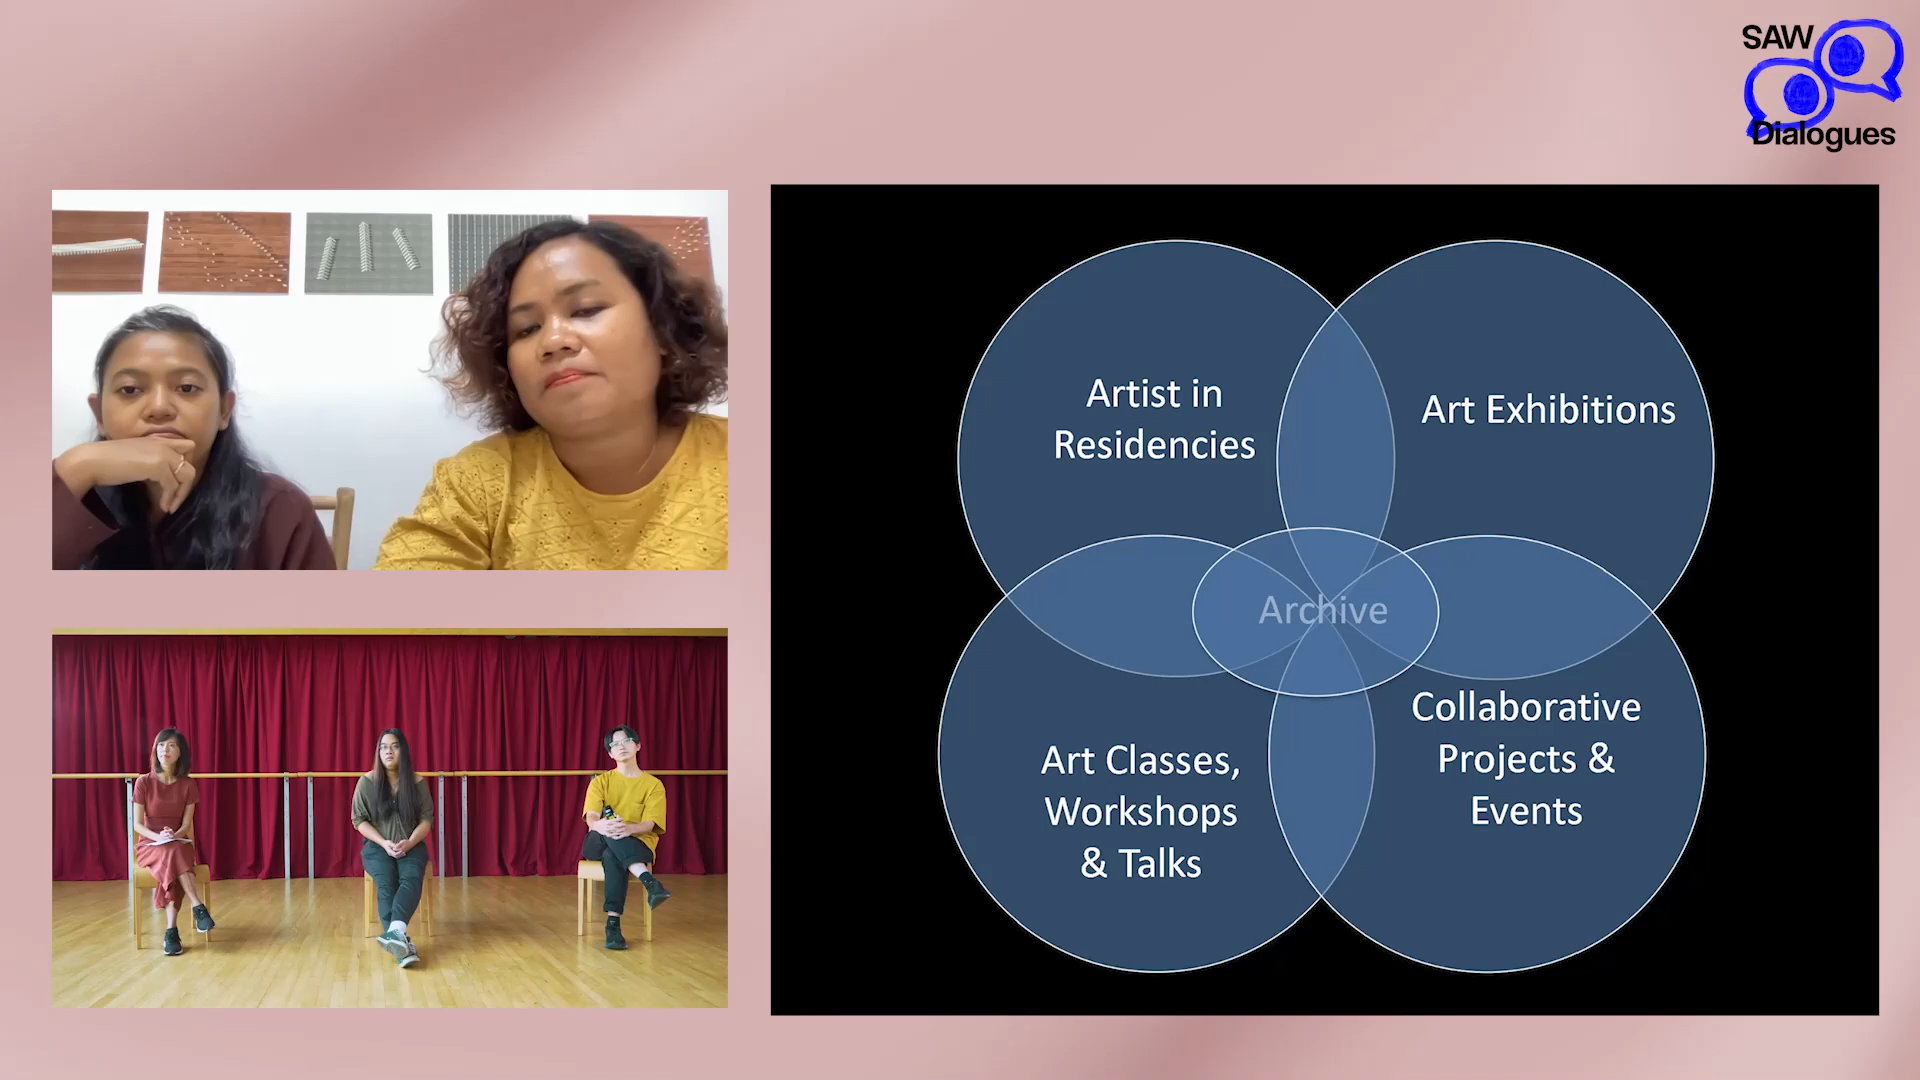 SAW
Dialogues
Artist in
Residencies
Art Exhibitions
Archive
Art Classes,
Workshops
& Talks
Collaborative
Projects &
Events